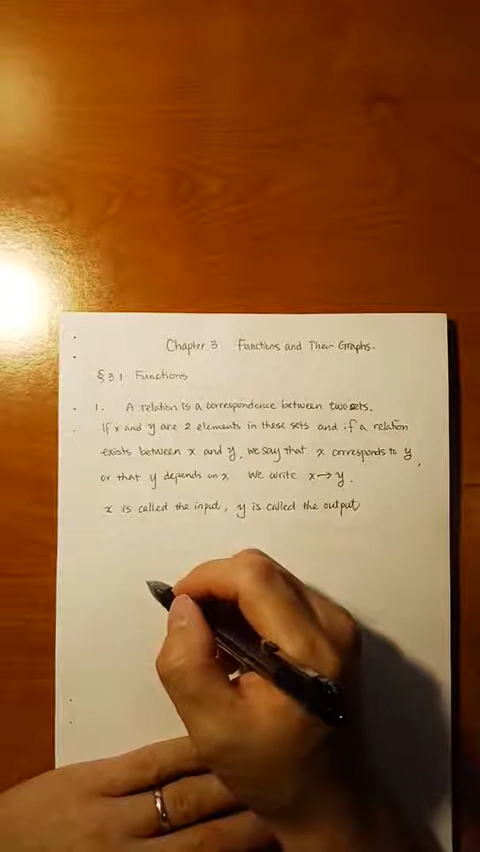 Chapter 3. Functions and Their Graphs.
§ 3.1 Functions
1. A relation is a correspondence between two sets.
If x and y are 2 elements in these sets and if a relation
exists between x and y, we say that x corresponds to y,
or that y depends on x We write x→y.
x is called the input, y is called the output